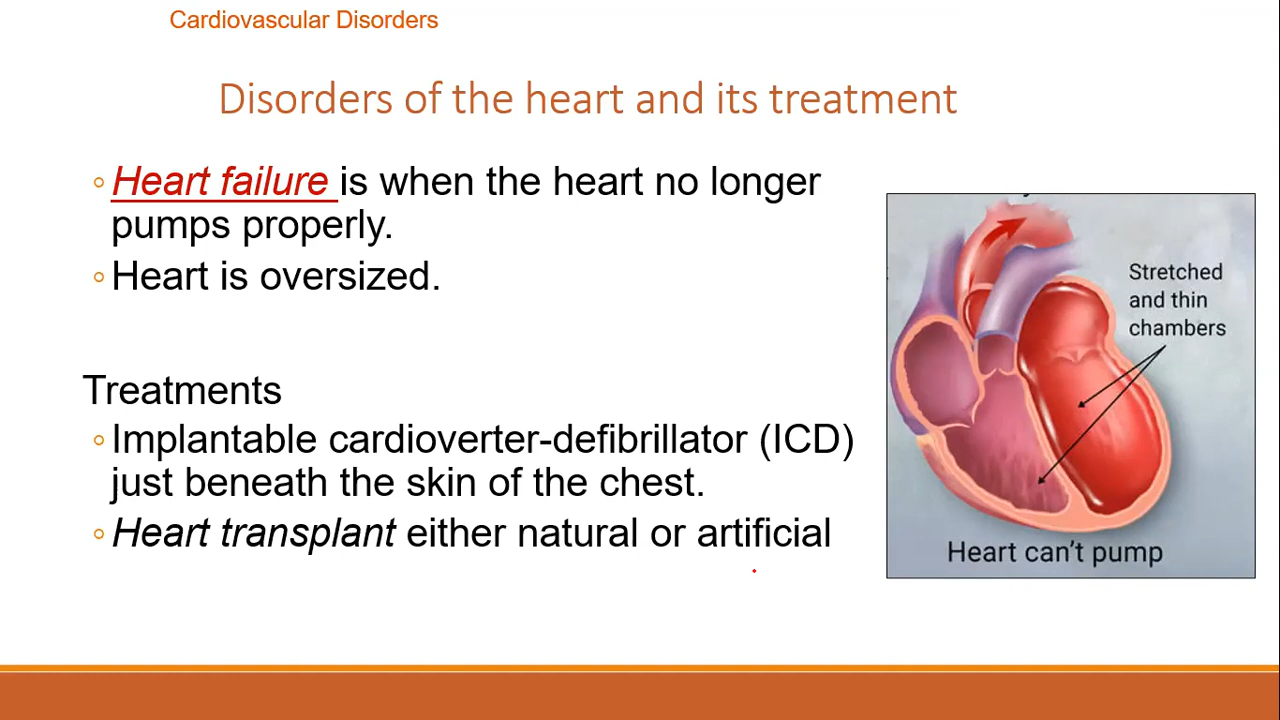 Cardiovascular Disorders
Disorders of the heart and its treatment
◦Heart failure is when the heart no longer
pumps properly.
◦Heart is oversized.
Treatments
◦Implantable cardioverter-defibrillator (ICD)
just beneath the skin of the chest.
◦Heart transplant either natural or artificial
Stretched
and thin
chambers
Heart can't pump